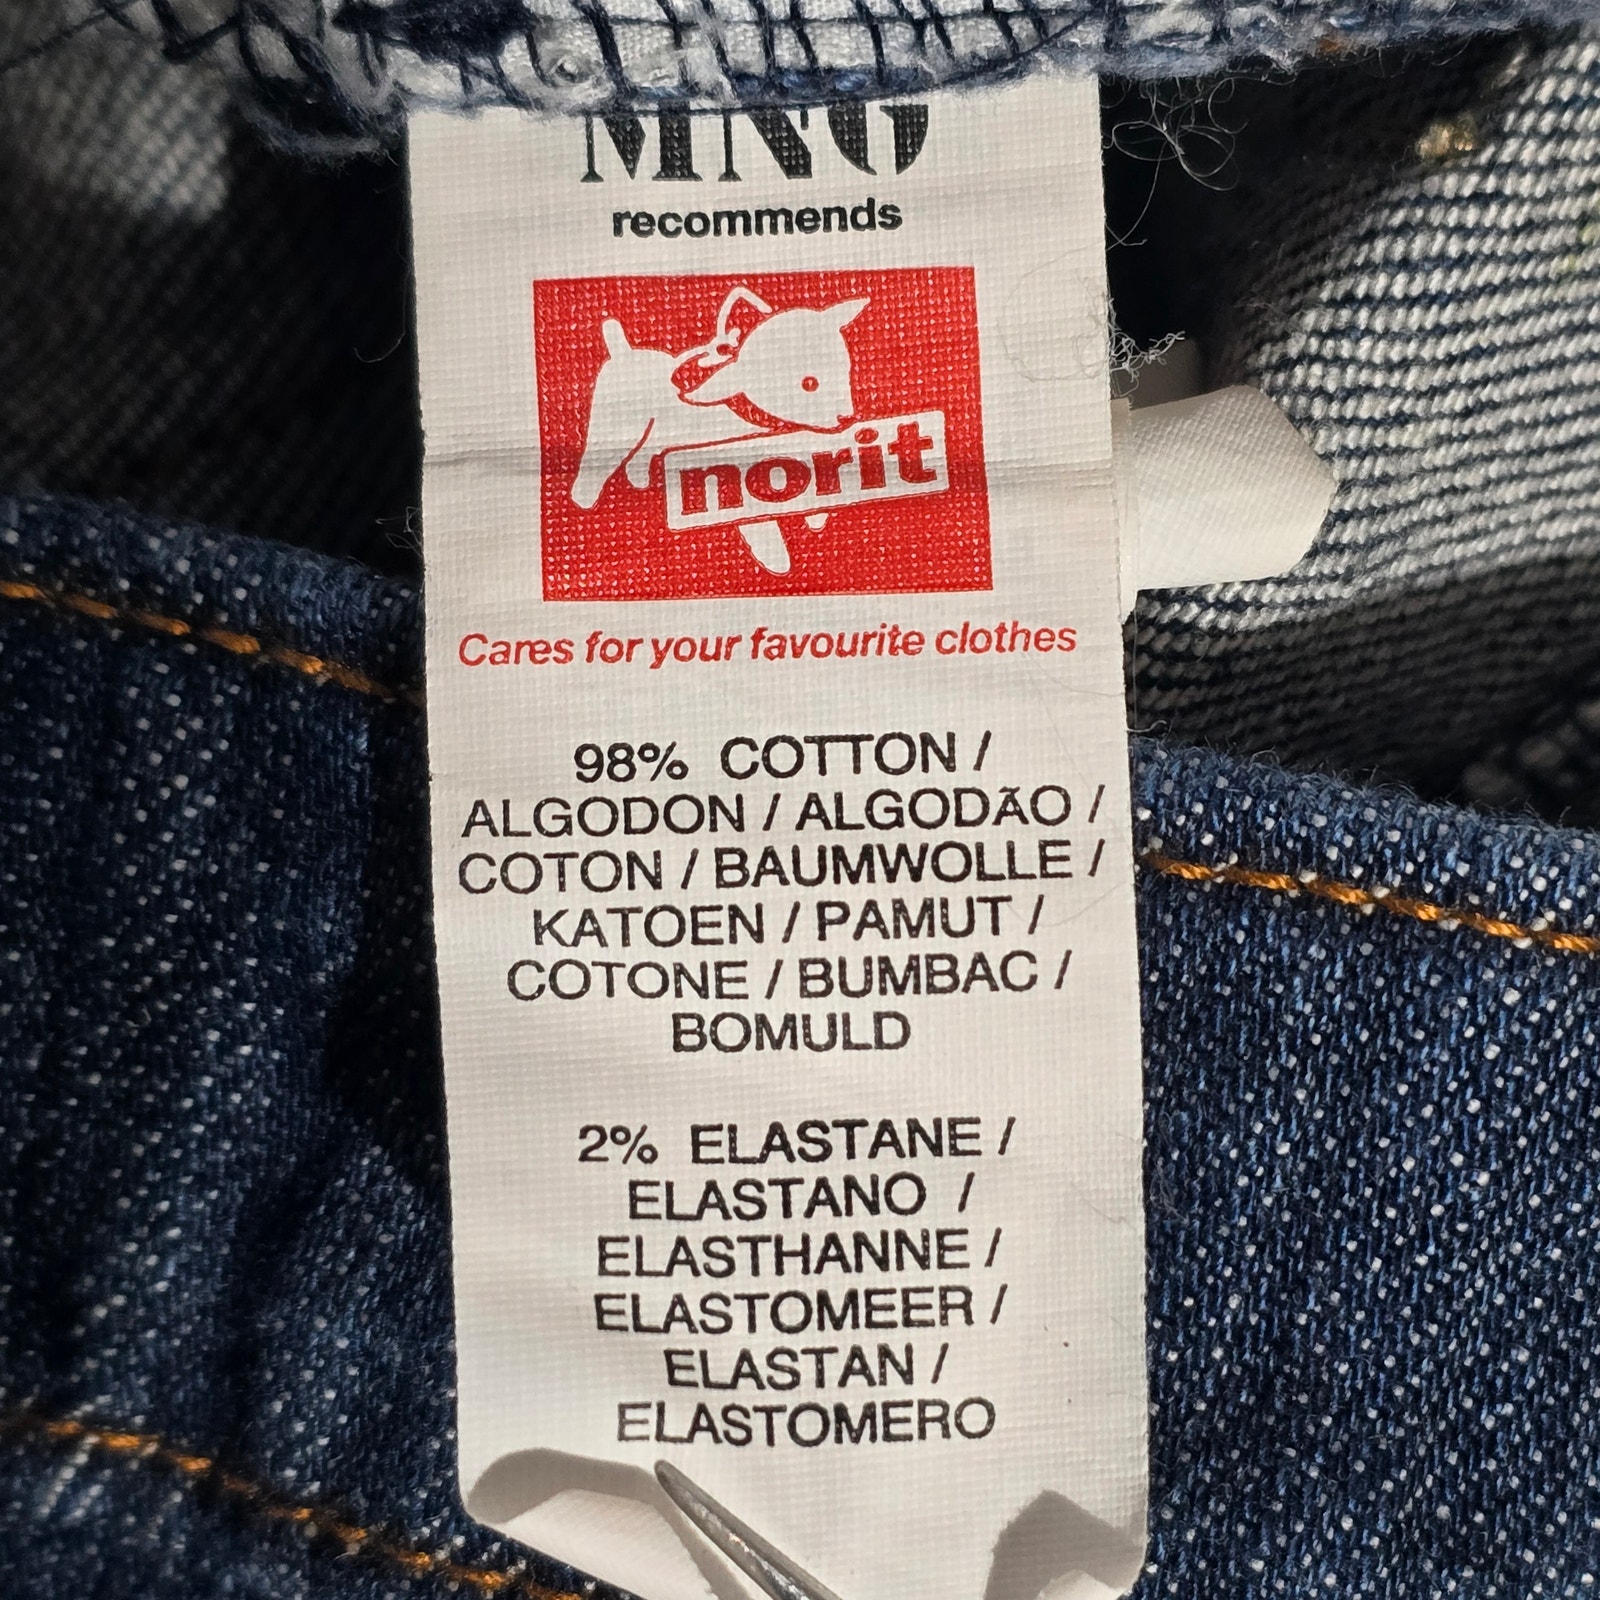 MNG
recommends
norit
Cares for your favourite clothes
98% COTTON /
ALGODON / ALGODÃO /
COTON / BAUMWOLLE /
KATOEN / PAMUT /
COTONE / BUMBAC /
BOMULD
2% ELASTANE /
ELASTANO /
ELASTHANNE /
ELASTOMEER /
ELASTAN /
ELASTOMERO